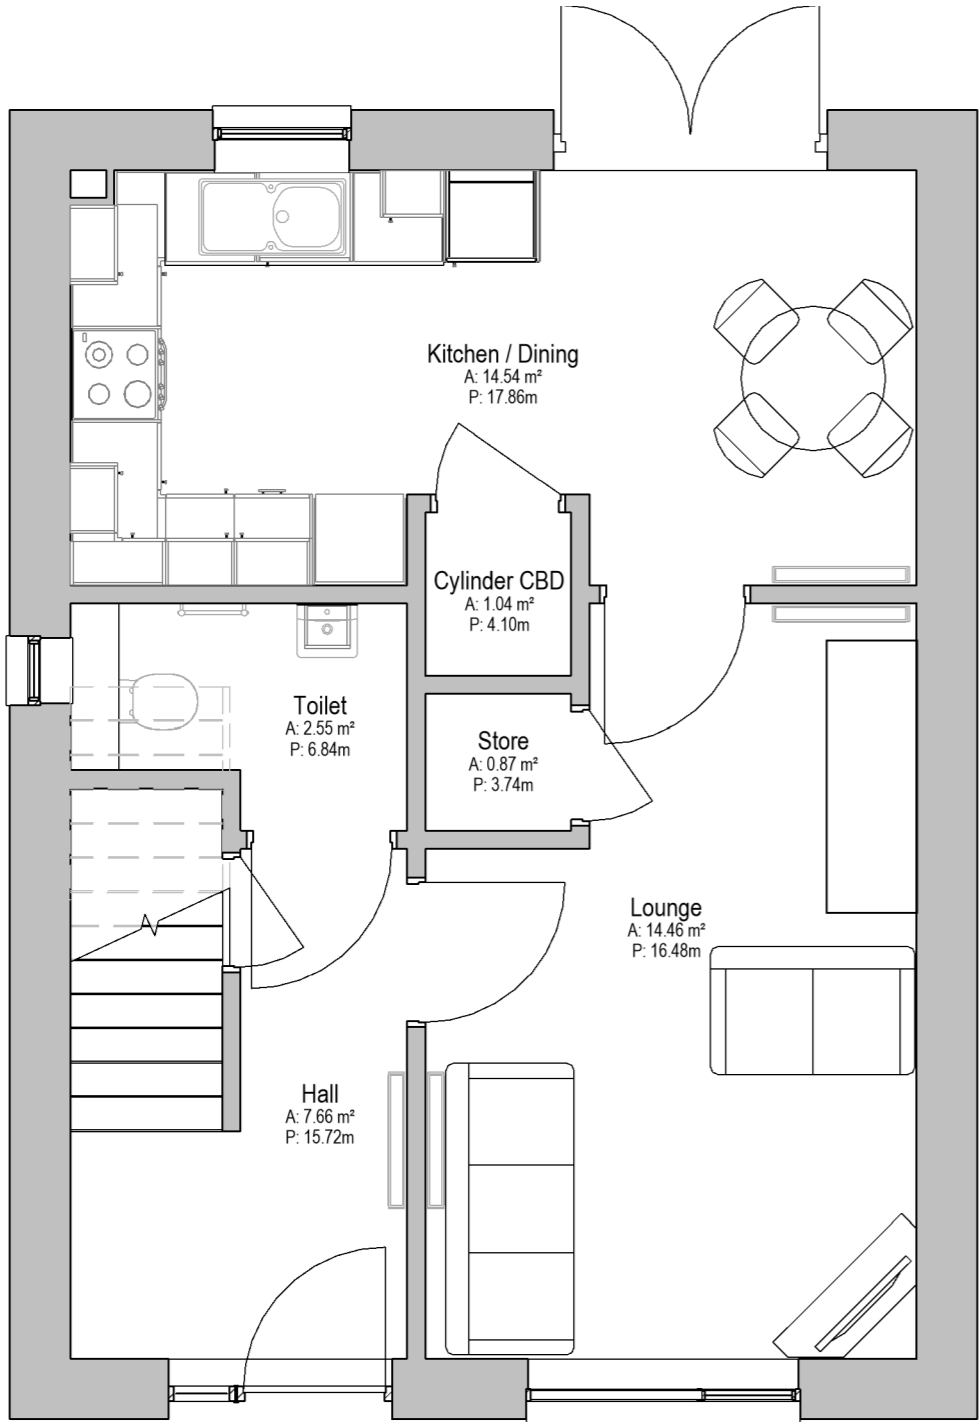 Kitchen / Dining
A: 14.54 m²
P: 17.86m
Cylinder CBD
A: 1.04 m²
P: 4.10m
Toilet
A: 2.55 m²
P: 6.84m
Store
A: 0.87 m²
P: 3.74m
Lounge
A: 14.46 m²
P: 16.48m
Hall
A: 7.66 m²
P: 15.72m